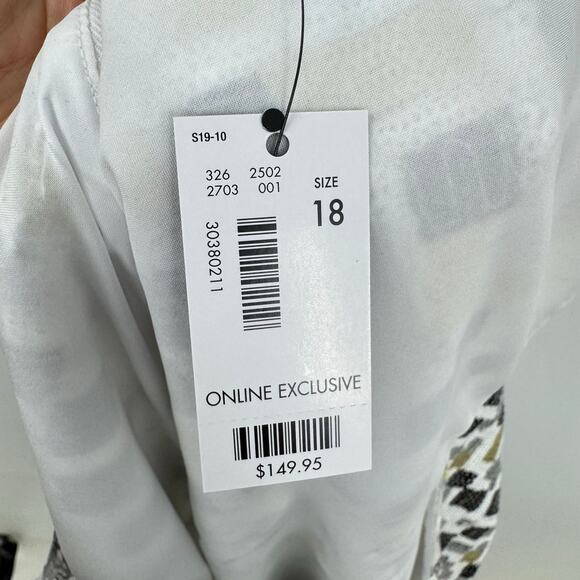 S19-10
326 2502
2703 001
SIZE
18
30380211
ONLINE EXCLUSIVE
$149.95